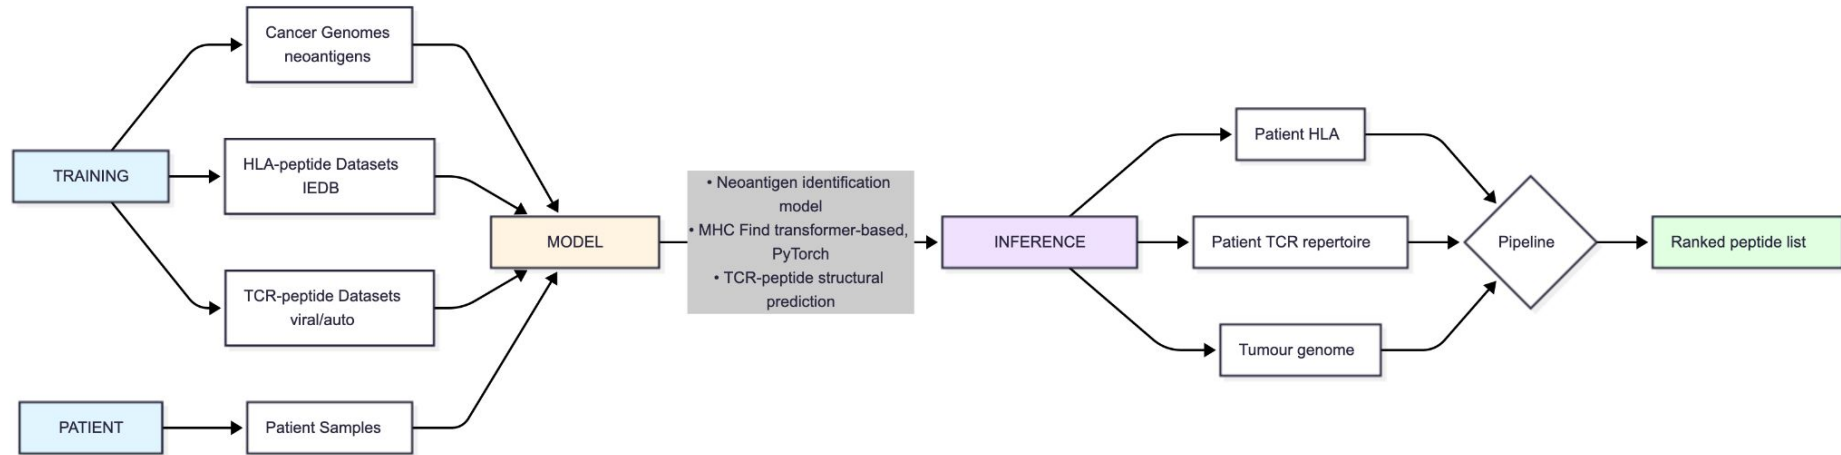 TRAINING
Cancer Genomes
neoantigens
HLA-peptide Datasets
IEDB
TCR-peptide Datasets
viral/auto
PATIENT
Patient Samples
MODEL
• Neoantigen identification
model
• MHC Find transformer-based,
PyTorch
• TCR-peptide structural
prediction
INFERENCE
Patient HLA
Patient TCR repertoire
Tumour genome
Pipeline
Ranked peptide list